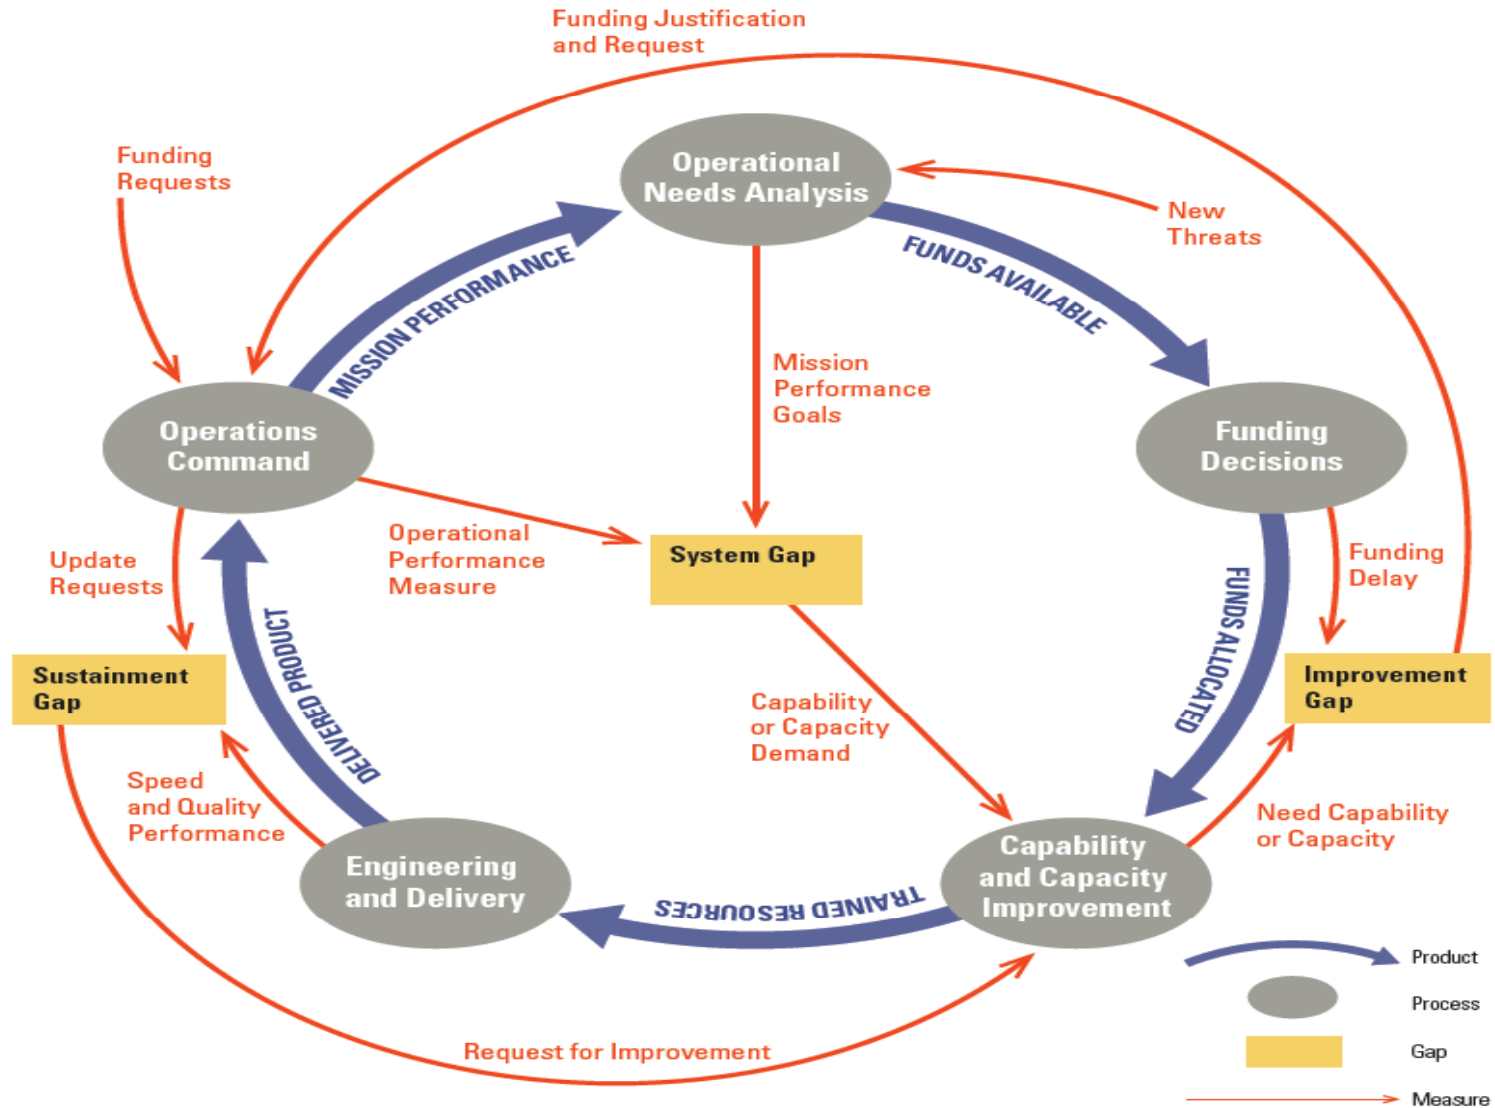 Funding Justification
and Request
Funding
Requests
Operational
Needs Analysis
New
Threats
MISSION PERFORMANCE
FUNDS AVAILABLE
Mission
Performance
Goals
Operations
Command
Funding
Decisions
Operational
Performance
Measure
Update
Requests
System Gap
Funding
Delay
FUNDS ALLOCATED
DELIVERED PRODUCT
Sustainment
Gap
Improvement
Gap
Capability
or Capacity
Demand
Speed
and Quality
Performance
Need Capability
or Capacity
Engineering
and Delivery
TRAINED RESOURCES
Capability
and Capacity
Improvement
Request for Improvement
Product
Process
Gap
Measure